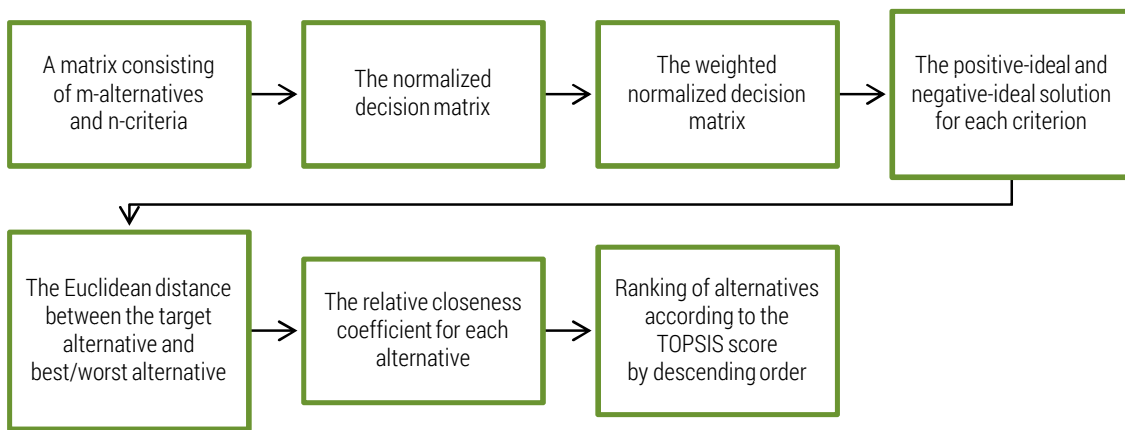 A matrix consisting
of m-alternatives
and n-criteria
The normalized
decision matrix
The weighted
normalized decision
matrix
The positive-ideal and
negative-ideal solution
for each criterion
The Euclidean distance
between the target
alternative and
best/worst alternative
The relative closeness
coefficient for each
alternative
Ranking of alternatives
according to the
TOPSIS score
by descending order